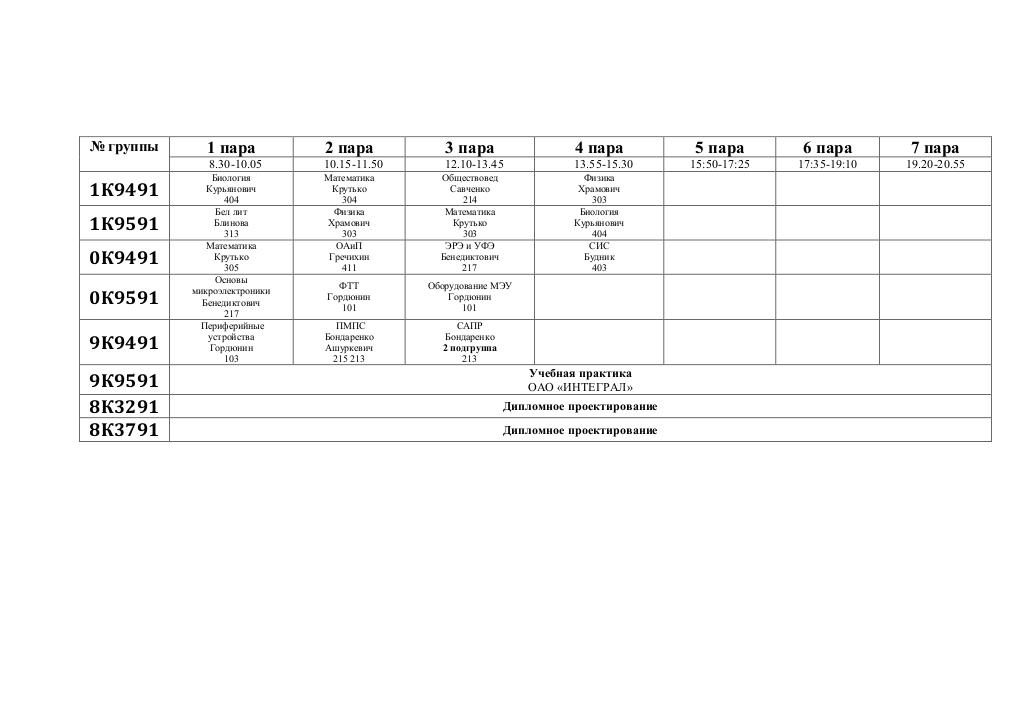 № группы
1 пара
2 пара
3 пара
4 пара
5 пара
6 пара
7 пара
8.30-10.05
10.15-11.50
12.10-13.45
13.55-15.30
15:50-17:25
17:35-19:10
19.20-20.55
1К9491
Биология
Курьянович
404
Математика
Крутько
304
Обществовед
Савченко
214
Физика
Храмович
303
1К9591
Бел лит
Блинова
313
Физика
Храмович
303
Математика
Крутько
303
Биология
Курьянович
404
0К9491
Математика
Крутько
305
ОАиП
Гречихин
411
ЭРЭ и УФЭ
Бенедиктович
217
СИС
Будник
403
0К9591
Основы
микроэлектроники
Бенедиктович
217
ФТТ
Гордюнин
101
Оборудование МЭУ
Гордюнин
101
9К9491
Периферийные
устройства
Гордюнин
103
ПМПС
Бондаренко
Ашуркевич
215 213
САПР
Бондаренко
2 подгруппа
213
9К9591
Учебная практика
ОАО «ИНТЕГРАЛ»
8К3291
Дипломное проектирование
8К3791
Дипломное проектирование